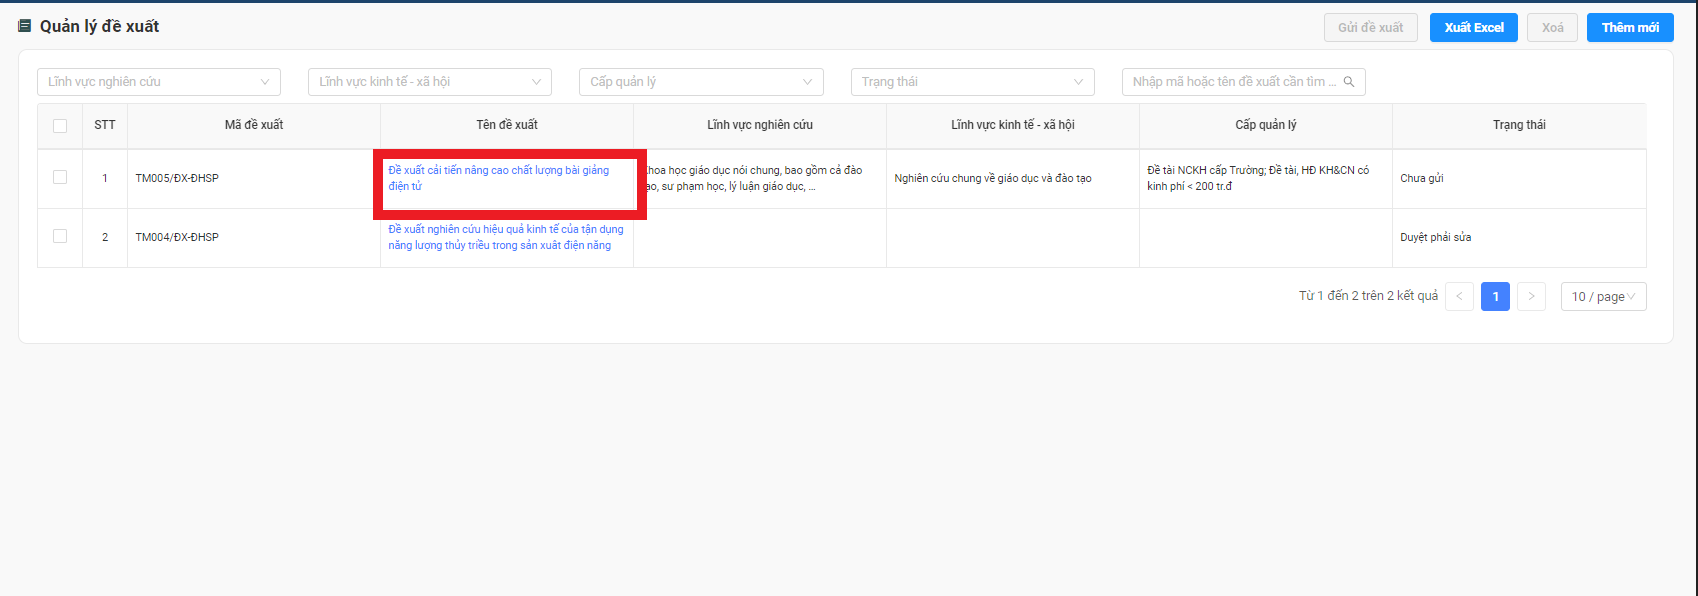 Quản lý đề xuất
Gửi đề xuất
Xuất Excel
Xoá
Thêm mới
Lĩnh vực nghiên cứu
Lĩnh vực kinh tế - xã hội
Cấp quản lý
Trạng thái
Nhập mã hoặc tên đề xuất cần tìm ...
STT
Mã đề xuất
Tên đề xuất
Lĩnh vực nghiên cứu
Lĩnh vực kinh tế - xã hội
Cấp quản lý
Trạng thái
1
TM005/ĐX-ĐHSP
Đề xuất cải tiến nâng cao chất lượng bài giảng
điện tử
học giáo dục nói chung, bao gồm cả đào
sư phạm học, lý luận giáo dục, ...
Nghiên cứu chung về giáo dục và đào tạo
Đề tài NCKH cấp Trường; Đề tài, HĐ KH&CN có
kinh phí < 200 tr.đ
Chưa gửi
2
TM004/ĐX-ĐHSP
Đề xuất nghiên cứu hiệu quả kinh tế của tận dụng
năng lượng thủy triều trong sản xuất điện năng
Duyệt phải sửa
Từ 1 đến 2 trên 2 kết quả
<
1
>
10 / page